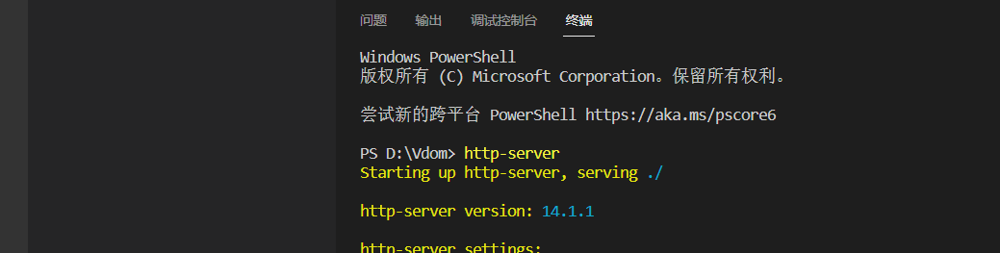 问题 输出 调试控制台 终端
Windows PowerShell
版权所有 (C) Microsoft Corporation。保留所有权利。
尝试新的跨平台 PowerShell https://aka.ms/pscore6
PS D:\Vdom> http-server
Starting up http-server, serving ./
http-server version: 14.1.1
http-server settings: